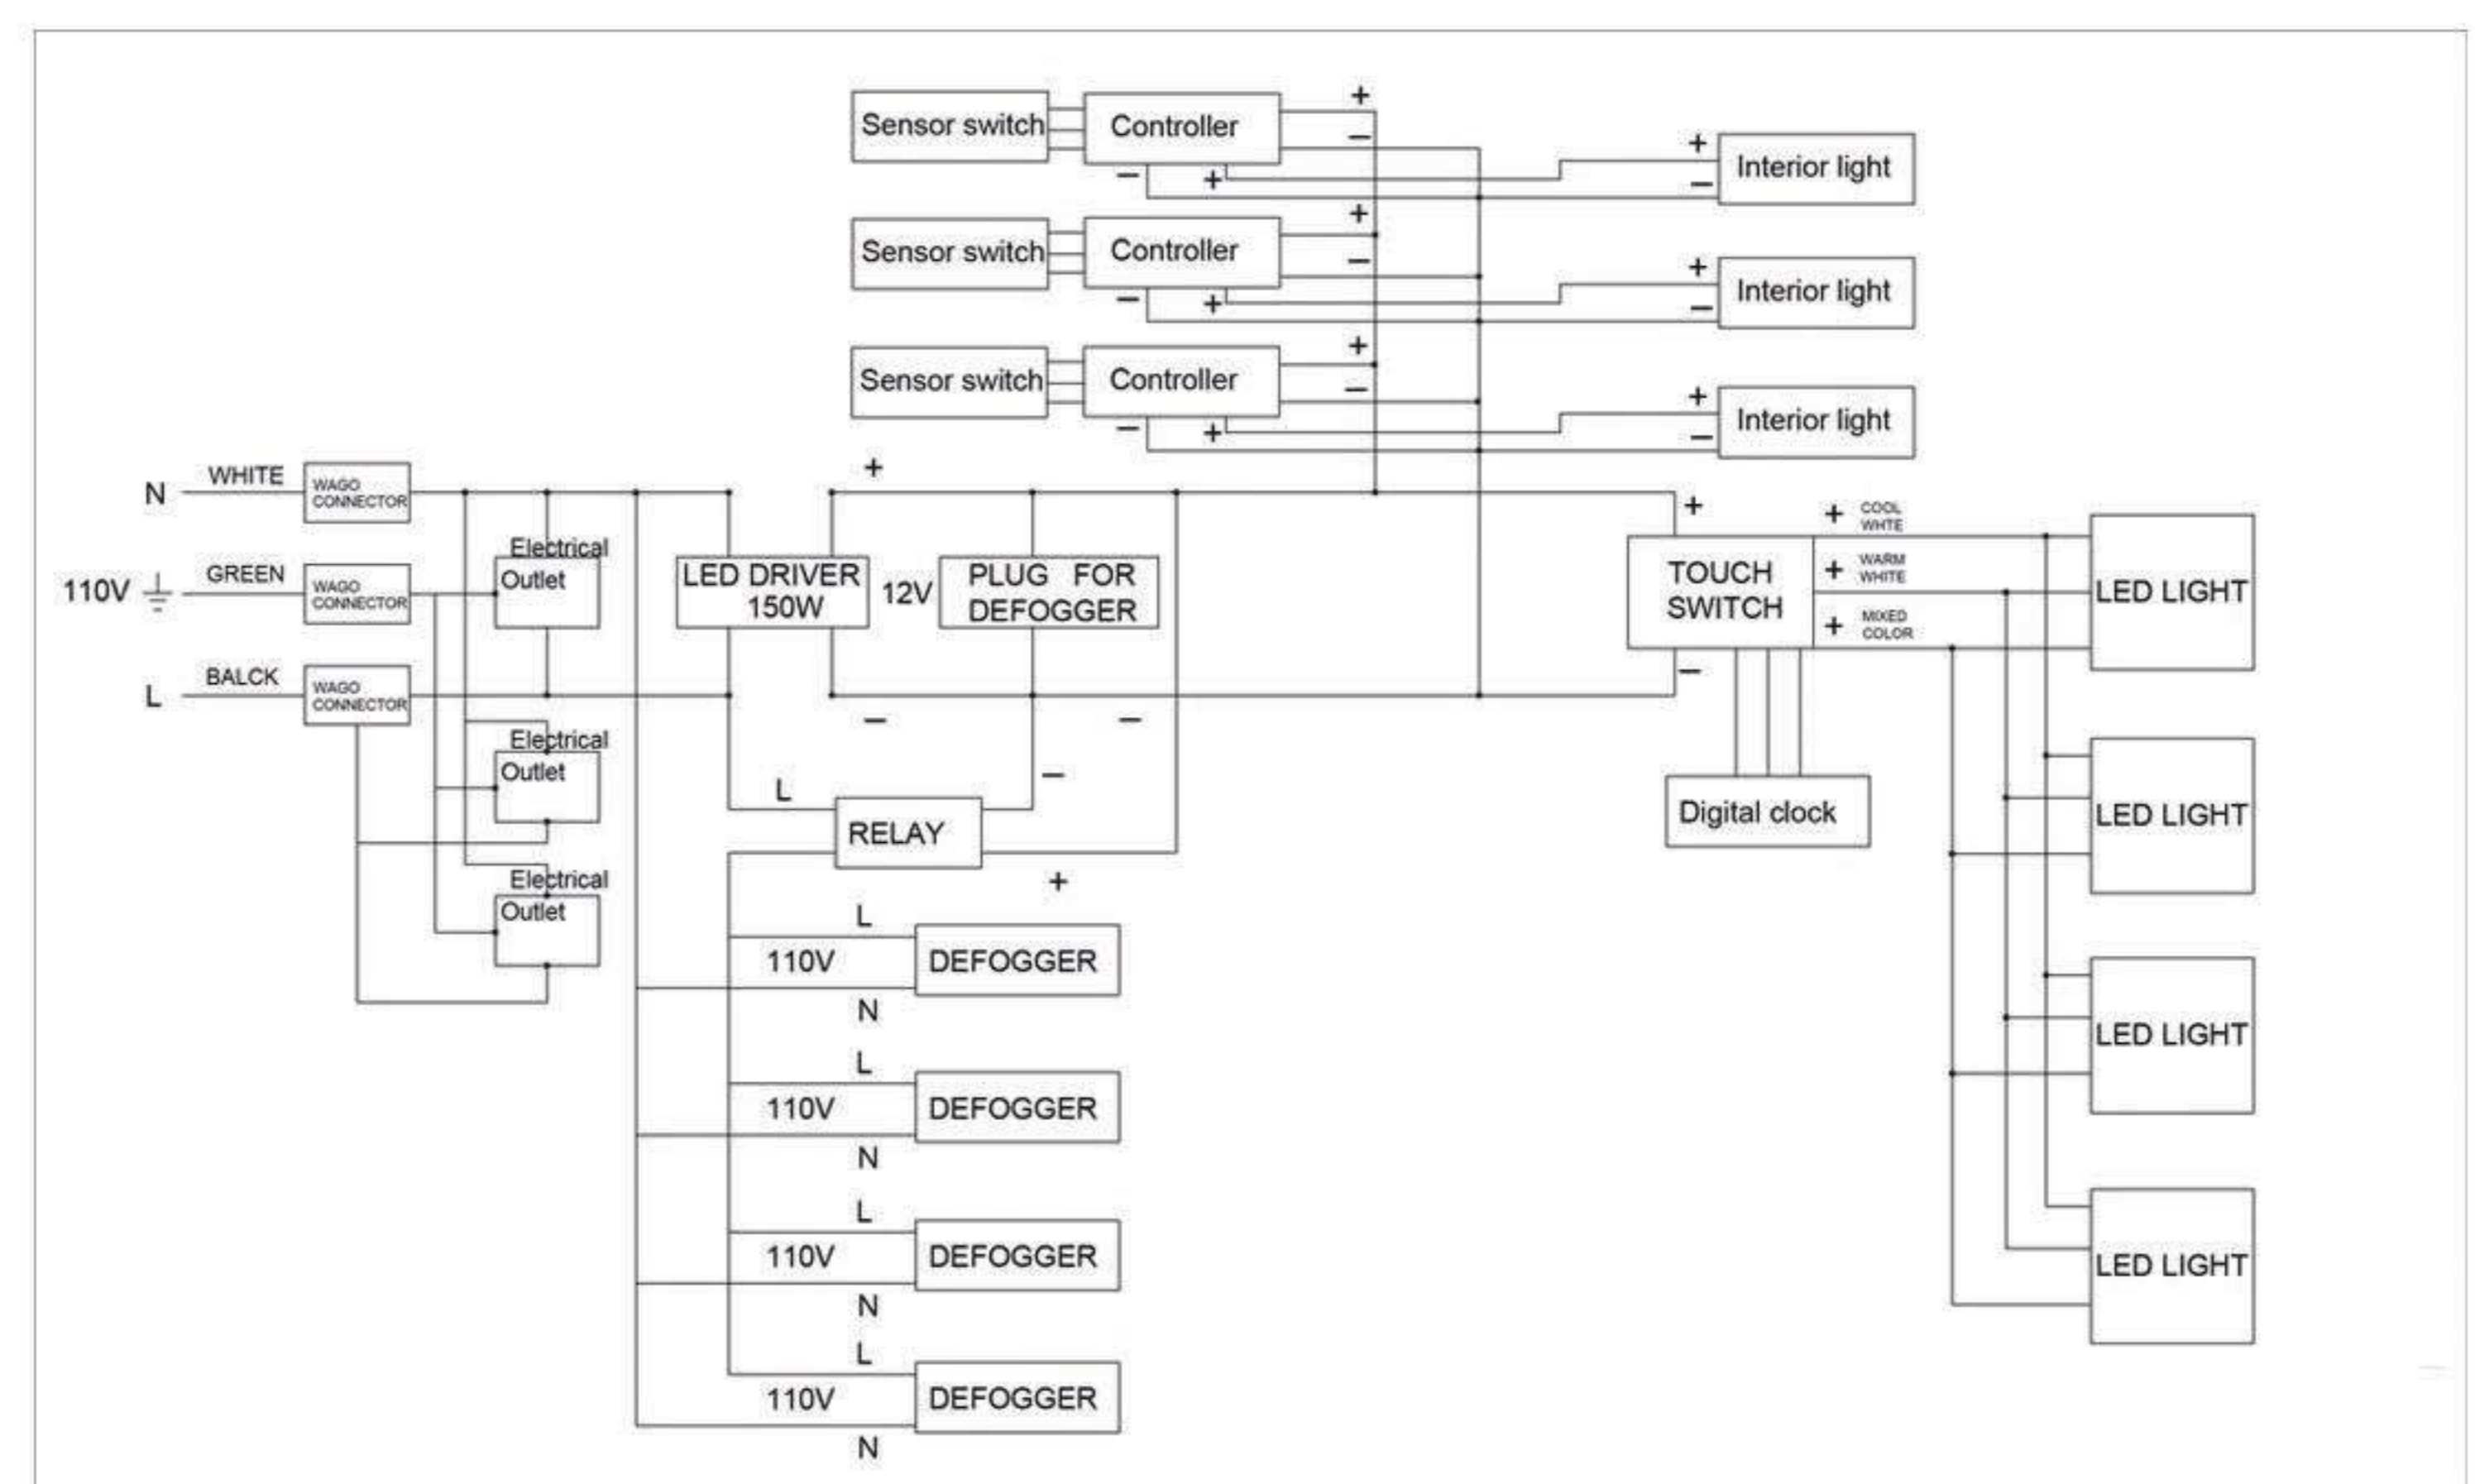 Sensor switch
Controller
+
−
−
+
+
−
Interior light
Sensor switch
Controller
+
−
−
+
+
−
Interior light
Sensor switch
Controller
+
−
−
+
+
−
Interior light
N
WHITE
WAGO
CONNECTOR
110V
GREEN
WAGO
CONNECTOR
L
BALCK
WAGO
CONNECTOR
Electrical
Outlet
Electrical
Outlet
Electrical
Outlet
+
LED DRIVER
150W
12V
PLUG FOR
DEFOGGER
−
−
−
L
RELAY
+
L
110V
DEFOGGER
N
L
110V
DEFOGGER
N
L
110V
DEFOGGER
N
L
110V
DEFOGGER
N
+
TOUCH
SWITCH
−
+ COOL
WHTE
+ WARM
WHITE
+ MIXED
COLOR
Digital clock
LED LIGHT
LED LIGHT
LED LIGHT
LED LIGHT